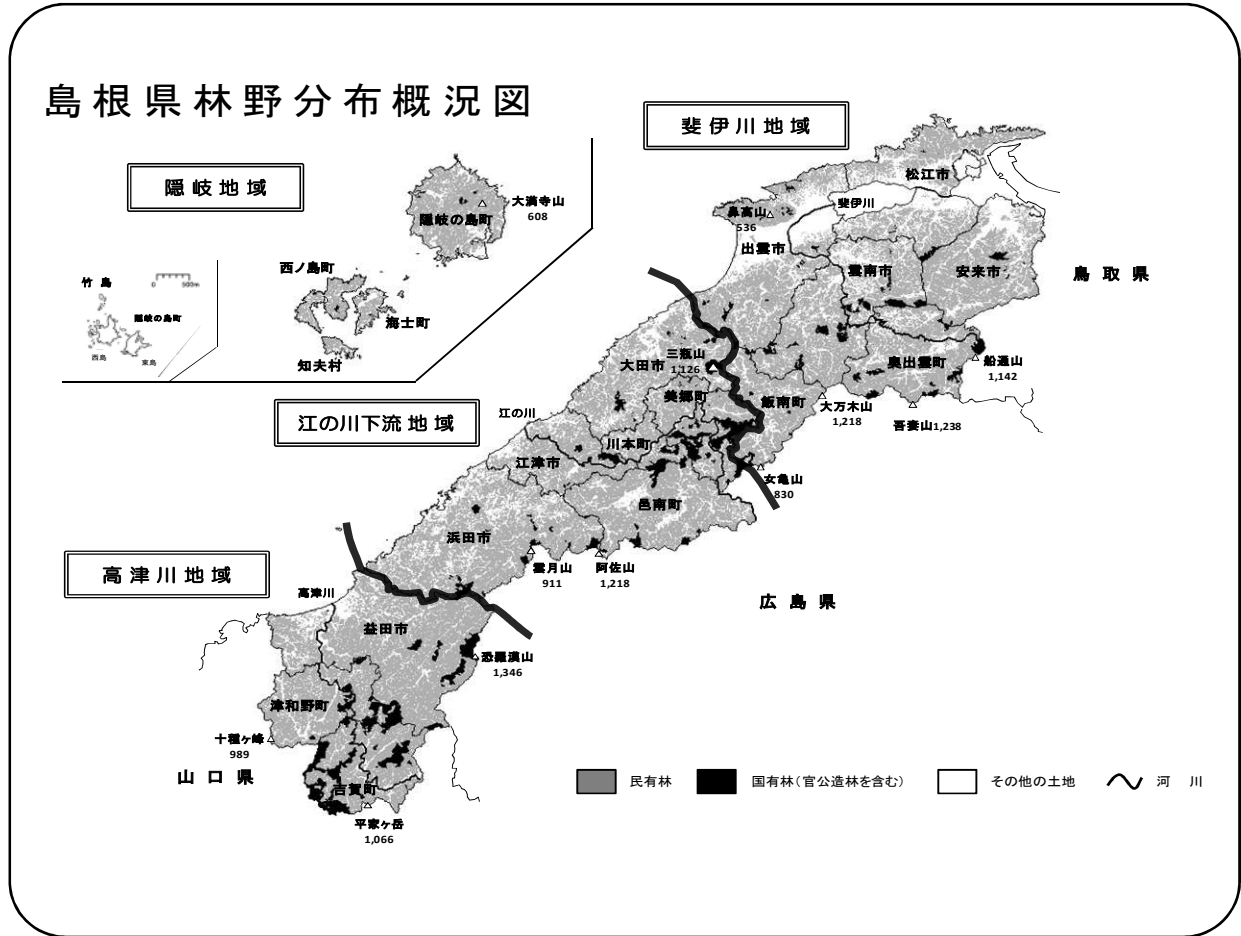 島根県林野分布概況図
斐伊川地域
隠岐地域
大満寺山
608
隠岐の島町
西ノ島町
海士町
知夫村
竹島
0 500m
隠岐の島町
西島
東島
松江市
斐伊川
鼻高山
536
出雲市
雲南市
安来市
鳥取県
奥出雲町
船通山
1,142
三瓶山
1,126
大田市
美郷町
飯南町
大万木山
1,218
吾妻山1,238
江の川下流地域
江の川
川本町
江津市
女亀山
830
邑南町
浜田市
雲月山
911
阿佐山
1,218
広島県
高津川地域
高津川
益田市
恐羅漢山
1,346
津和野町
十種ヶ峰
989
山口県
吉賀町
平家ヶ岳
1,066
民有林
国有林(官公造林を含む)
その他の土地
河川